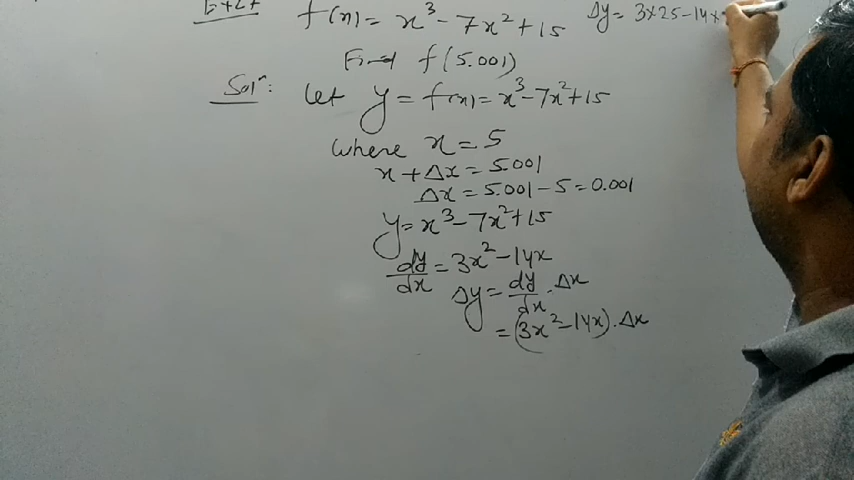 f(x) = x³ - 7x² + 15
Δy = 3×25 - 14×
Find f(5.001)
Solⁿ:
Let y = f(x) = x³ - 7x² + 15
where x = 5
x + Δx = 5.001
Δx = 5.001 - 5 = 0.001
y = x³ - 7x² + 15
dy/dx = 3x² - 14x
Δy = dy/dx . Δx
= (3x² - 14x) . Δx